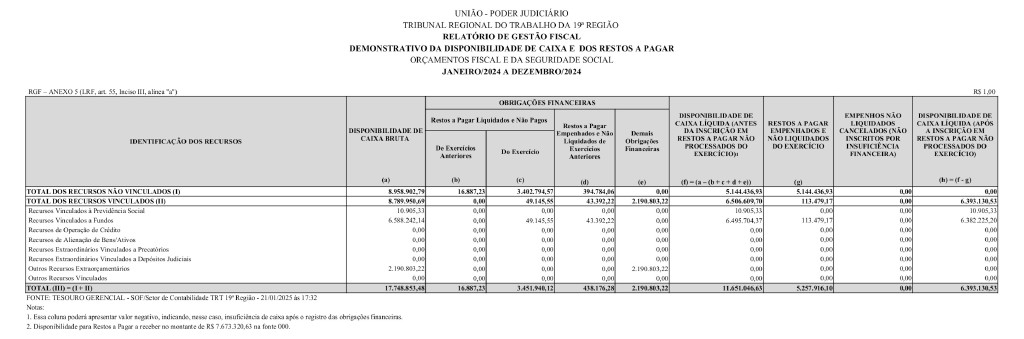 UNIÃO - PODER JUDICIÁRIO
TRIBUNAL REGIONAL DO TRABALHO DA 19ª REGIÃO
RELATÓRIO DE GESTÃO FISCAL
DEMONSTRATIVO DA DISPONIBILIDADE DE CAIXA E DOS RESTOS A PAGAR
ORÇAMENTOS FISCAL E DA SEGURIDADE SOCIAL
JANEIRO/2024 A DEZEMBRO/2024
RGF – ANEXO 5 (LRF, art. 55, Inciso III, alínea "a") R$ 1,00
IDENTIFICAÇÃO DOS RECURSOS
DISPONIBILIDADE DE CAIXA BRUTA
(a)
OBRIGAÇÕES FINANCEIRAS
Restos a Pagar Liquidados e Não Pagos
De Exercícios Anteriores
(b)
Do Exercício
(c)
Restos a Pagar Empenhados e Não Liquidados de Exercícios Anteriores
(d)
Demais Obrigações Financeiras
(e)
DISPONIBILIDADE DE CAIXA LÍQUIDA (ANTES DA INSCRIÇÃO EM RESTOS A PAGAR NÃO PROCESSADOS DO EXERCÍCIO)¹
(f) = (a – (b + c + d + e))
RESTOS A PAGAR EMPENHADOS E NÃO LIQUIDADOS DO EXERCÍCIO
(g)
EMPENHOS NÃO LIQUIDADOS CANCELADOS (NÃO INSCRITOS POR INSUFICIÊNCIA FINANCEIRA)
DISPONIBILIDADE DE CAIXA LÍQUIDA (APÓS A INSCRIÇÃO EM RESTOS A PAGAR NÃO PROCESSADOS DO EXERCÍCIO)
(h) = (f - g)
TOTAL DOS RECURSOS NÃO VINCULADOS (I) 8.958.902,79 16.887,23 3.402.794,57 394.784,06 0,00 5.144.436,93 5.144.436,93 0,00 0,00
TOTAL DOS RECURSOS VINCULADOS (II) 8.789.950,69 0,00 49.145,55 43.392,22 2.190.803,22 6.506.609,70 113.479,17 0,00 6.393.130,53
Recursos Vinculados à Previdência Social 10.905,33 0,00 0,00 0,00 0,00 10.905,33 0,00 0,00 10.905,33
Recursos Vinculados a Fundos 6.588.242,14 0,00 49.145,55 43.392,22 0,00 6.495.704,37 113.479,17 0,00 6.382.225,20
Recursos de Operação de Crédito 0,00 0,00 0,00 0,00 0,00 0,00 0,00 0,00 0,00
Recursos de Alienação de Bens/Ativos 0,00 0,00 0,00 0,00 0,00 0,00 0,00 0,00 0,00
Recursos Extraordinários Vinculados a Precatórios 0,00 0,00 0,00 0,00 0,00 0,00 0,00 0,00 0,00
Recursos Extraordinários Vinculados a Depósitos Judiciais 0,00 0,00 0,00 0,00 0,00 0,00 0,00 0,00 0,00
Outros Recursos Extraorçamentários 2.190.803,22 0,00 0,00 0,00 2.190.803,22 0,00 0,00 0,00 0,00
Outros Recursos Vinculados 0,00 0,00 0,00 0,00 0,00 0,00 0,00 0,00 0,00
TOTAL (III) = (I + II) 17.748.853,48 16.887,23 3.451.940,12 438.176,28 2.190.803,22 11.651.046,63 5.257.916,10 0,00 6.393.130,53
FONTE: TESOURO GERENCIAL - SOF/Setor de Contabilidade TRT 19ª Região - 21/01/2025 às 17:32
Notas:
1. Essa coluna poderá apresentar valor negativo, indicando, nesse caso, insuficiência de caixa após o registro das obrigações financeiras.
2. Disponibilidade para Restos a Pagar a receber no montante de R$ 7.673.320,63 na fonte 000.